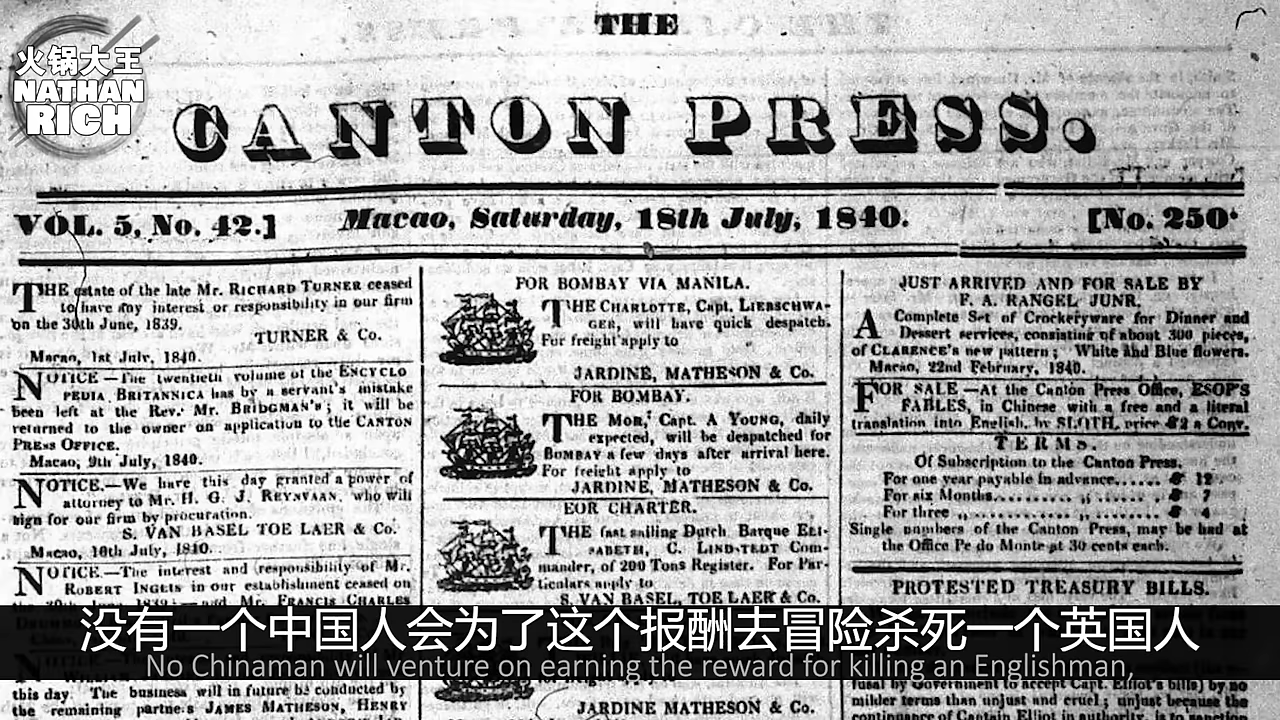 火锅大王
NATHAN
RICH
THE
CANTON PRESS.
VOL. 5, No. 42.]
Macao, Saturday, 18th July, 1840.
[No. 250
THE estate of the late Mr. RICHARD TURNER ceased
to have any interest or responsibility in our firm
on the 30th June, 1839.
TURNER & Co.
Macao, 1st July, 1840.
NOTICE.—The twentieth volume of the ENCYCLO
PEDIA BRITANNICA has by a servant's mistake
been left at the Rev. Mr. BRIDGMAN'S; it will be
returned to the owner on application to the CANTON
PRESS OFFICE.
Macao, 9th July, 1840.
NOTICE.—We have this day granted a power of
attorney to Mr. H. G. J. REYNVAAN, who will
sign for our firm by procuration.
S. VAN BASEL TOE LAER & Co.
Macao, 10th July, 1840.
NOTICE.—The interest and responsibility of Mr.
ROBERT INGLIS in our establishment ceased on
Mr. FRANCIS CHARLES
this day. The business will in future be conducted by
the remaining partners JAMES MATHESON, HENRY
FOR BOMBAY VIA MANILA.
THE CHARLOTTE, Capt. LIEBSCHWA-
GER, will have quick despatch.
For freight apply to
JARDINE, MATHESON & Co.
FOR BOMBAY.
THE MOR, Capt. A YOUNG, daily
expected, will be despatched for
BOMBAY a few days after arrival here.
For freight apply to
JARDINE, MATHESON & Co.
FOR CHARTER.
THE fast sailing Dutch Barque ELI-
SABETH, C. LINDSTEDT Com-
mander, of 200 Tons Register. For Par-
ticulars apply to
S. VAN BASEL, TOE LAER & Co.
JARDINE MATHESON & Co.
JUST ARRIVED AND FOR SALE BY
F. A. RANGEL JUNR.
A Complete Set of Crockeryware for Dinner and
Dessert services, consisting of about 300 pieces,
of CLARENCE'S new pattern; White and Blue flowers.
Macao, 22nd February, 1840.
FOR SALE—At the Canton Press Office, ESOP'S
FABLES, in Chinese with a free and a literal
translation into English, by SLOTH, price $2 a Copy.
TERMS.
Of Subscription to the Canton Press.
For one year payable in advance...... $ 12
For six Months.......... ,, ....... $ 7
For three ,, .......... ,, ....... $ 4
Single numbers of the Canton Press, may be had at
the Office Pe do Monte at 30 cents each.
PROTESTED TREASURY BILLS.
fusal by Government to accept Capt. Elliot's bills) by no
milder terms than unjust and cruel; unjust because the
continuance of Captain Elliot in authority
没有一个中国人会为了这个报酬去冒险杀死一个英国人
No Chinaman will venture on earning the reward for killing an Englishman,